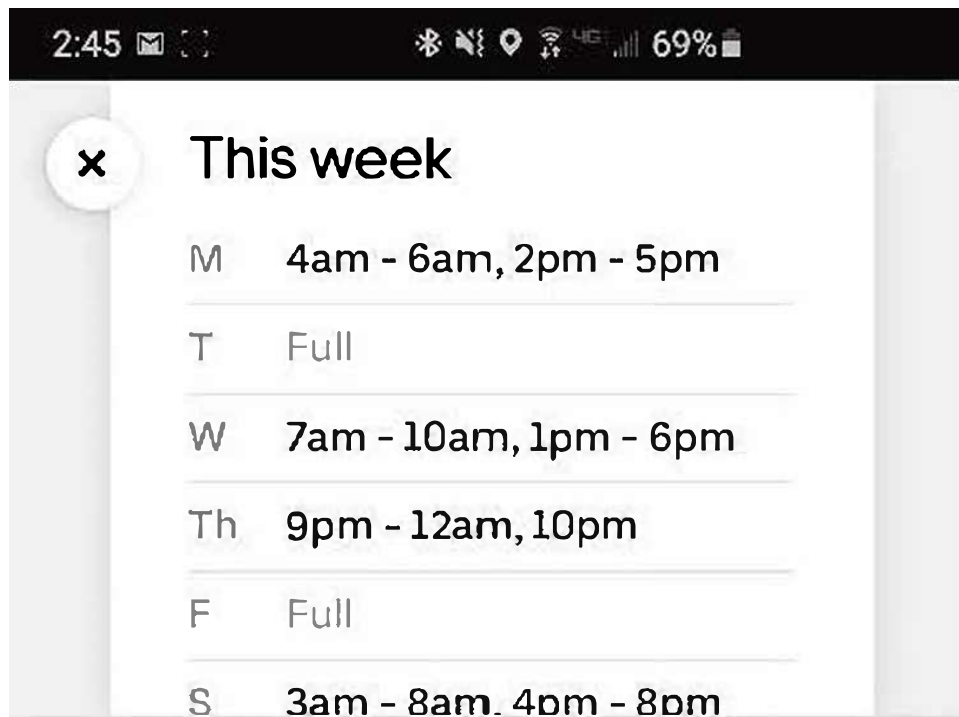 2:45 4G 69%
× This week
M 4am - 6am, 2pm - 5pm
T Full
W 7am - 10am, 1pm - 6pm
Th 9pm - 12am, 10pm
F Full
S 3am - 8am, 4pm - 8pm